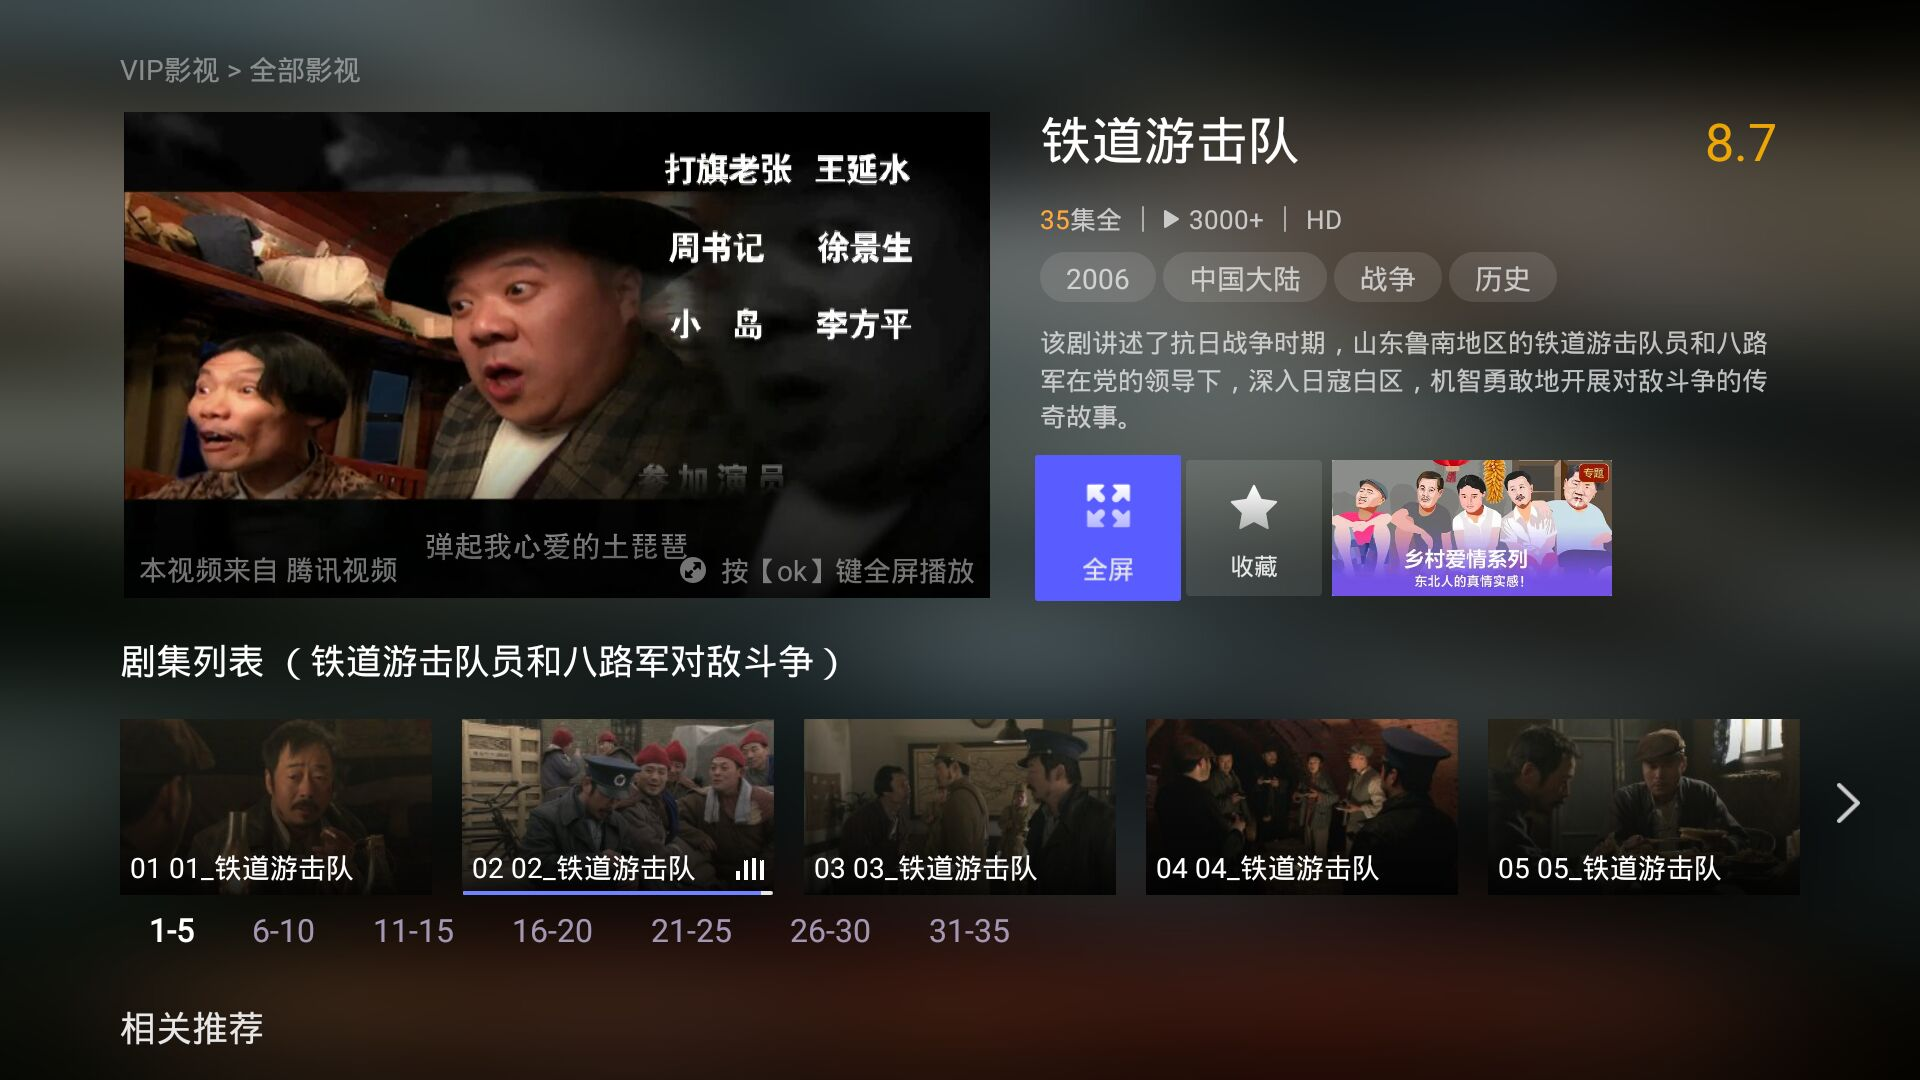 VIP影视 > 全部影视
打旗老张 王延水
周书记 徐景生
小 岛 李方平
参加演员
弹起我心爱的土琵琶
本视频来自 腾讯视频
按【ok】键全屏播放
铁道游击队
8.7
35集全 | 3000+ | HD
2006 中国大陆 战争 历史
该剧讲述了抗日战争时期，山东鲁南地区的铁道游击队员和八路
军在党的领导下，深入日寇白区，机智勇敢地开展对敌斗争的传
奇故事。
全屏
收藏
专题
乡村爱情系列
东北人的真情实感！
剧集列表 （铁道游击队员和八路军对敌斗争）
01 01_铁道游击队
02 02_铁道游击队
03 03_铁道游击队
04 04_铁道游击队
05 05_铁道游击队
1-5 6-10 11-15 16-20 21-25 26-30 31-35
相关推荐